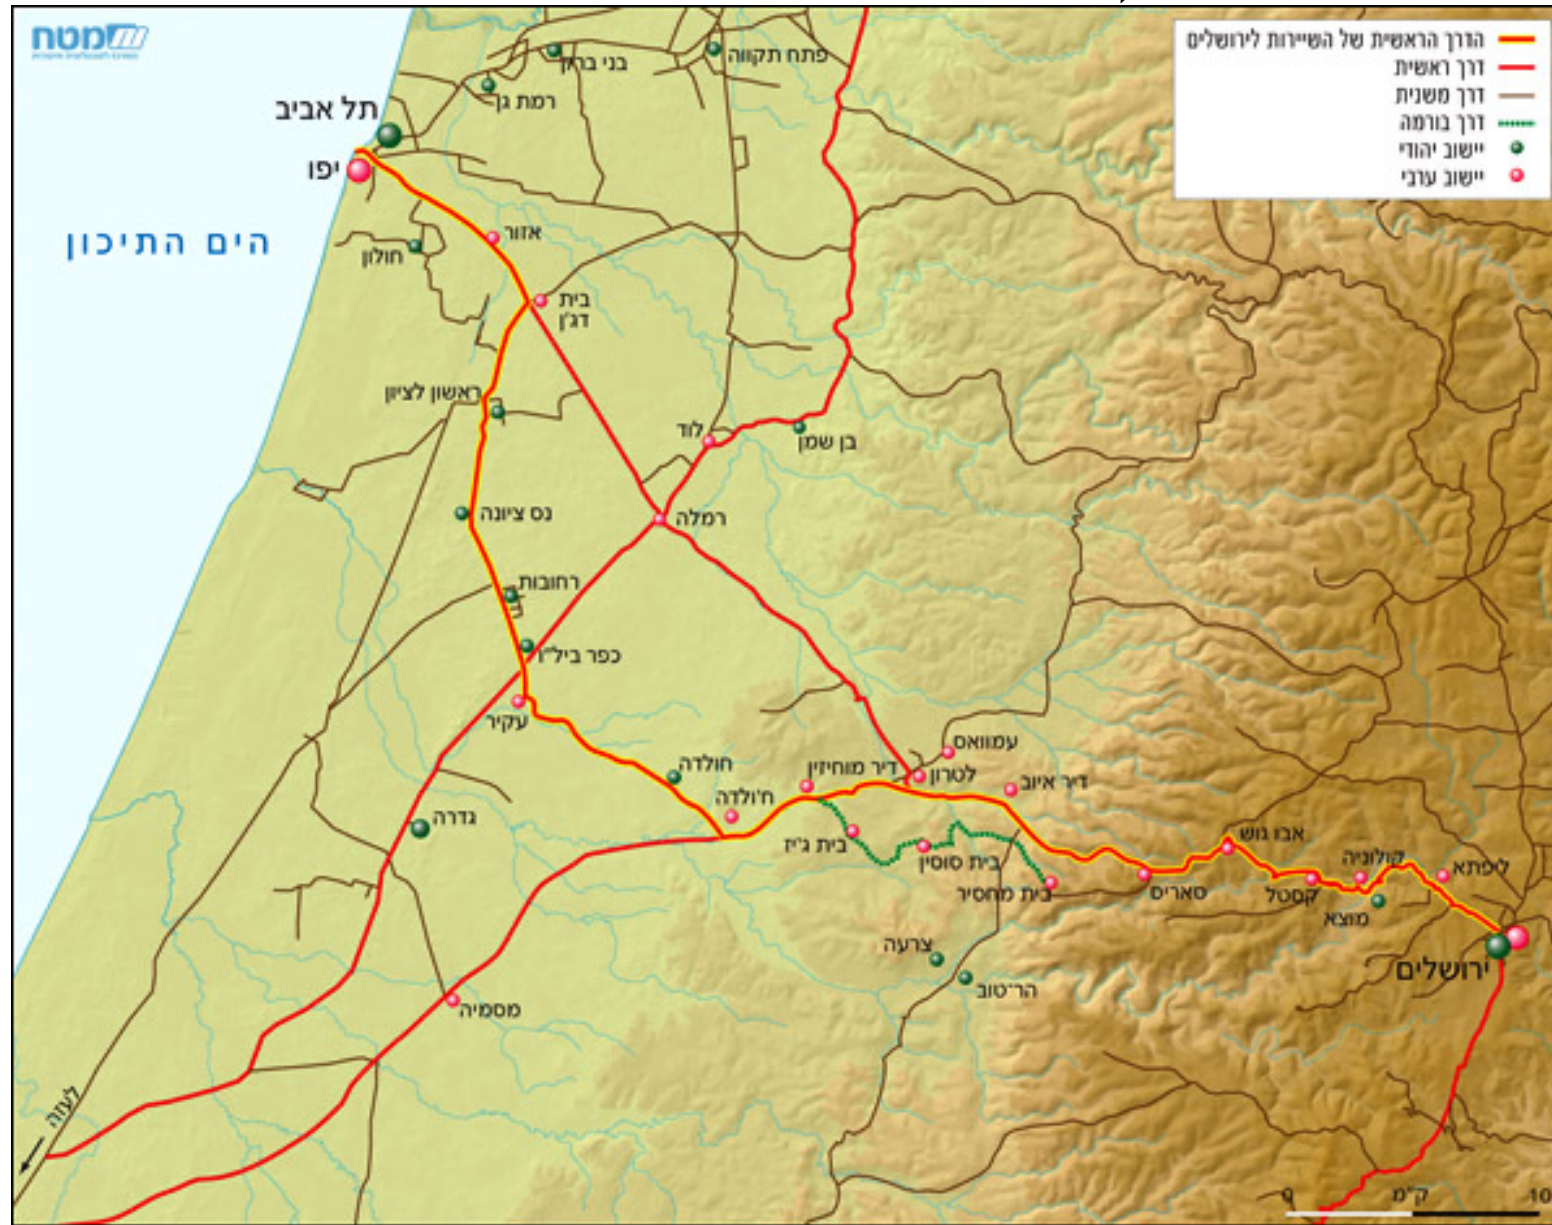 מטח
הדרך הראשית של השיירות לירושלים
דרך ראשית
דרך משנית
דרך בורמה
יישוב יהודי
יישוב ערבי
פתח תקווה
בני ברק
רמת גן
תל אביב
יפו
הים התיכון
אזור
חולון
בית
דג'ן
ראשון לציון
לוד
בן שמן
נס ציונה
רמלה
רחובות
כפר ביל"ו
עקיר
עמוואס
חולדה
דיר מוחיזין
לטרון
דיר איוב
ח'ולדה
גדרה
בית ג'יז
בית סוסין
בית מחסיר
סאריס
אבו גוש
קסטל
קולוניה
מוצא
ליפתא
ירושלים
צרעה
הר־טוב
מסמיה
לעזה
0
ק"מ
10